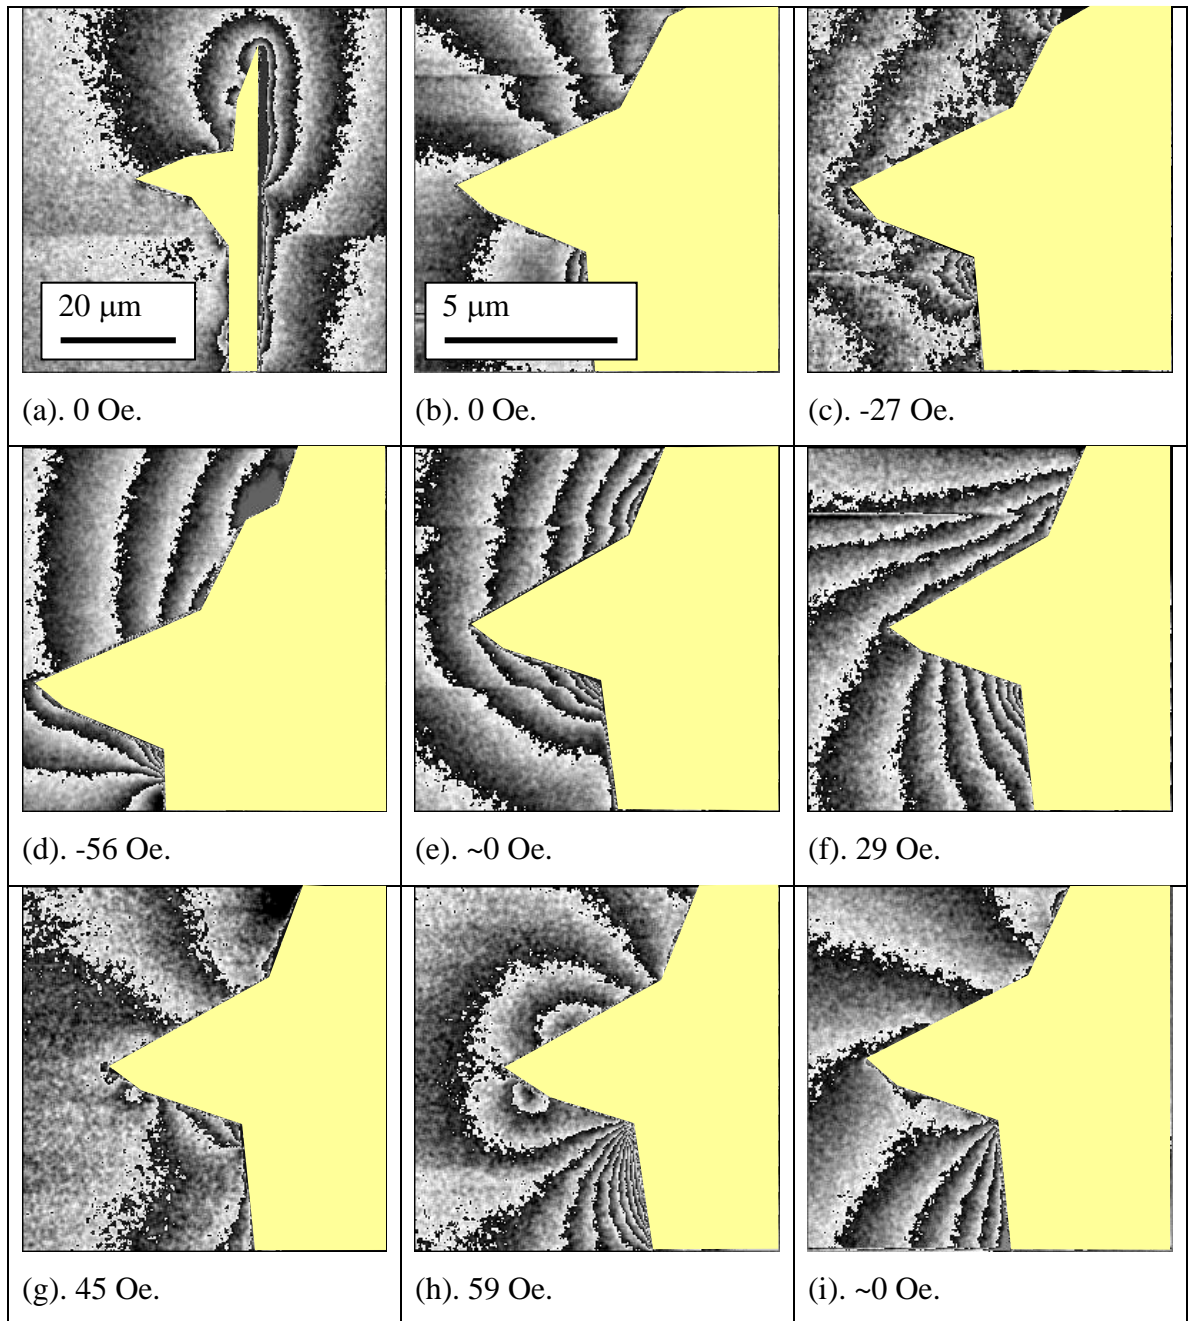 20 μm
5 μm
(a). 0 Oe.
(b). 0 Oe.
(c). -27 Oe.
(d). -56 Oe.
(e). ~0 Oe.
(f). 29 Oe.
(g). 45 Oe.
(h). 59 Oe.
(i). ~0 Oe.